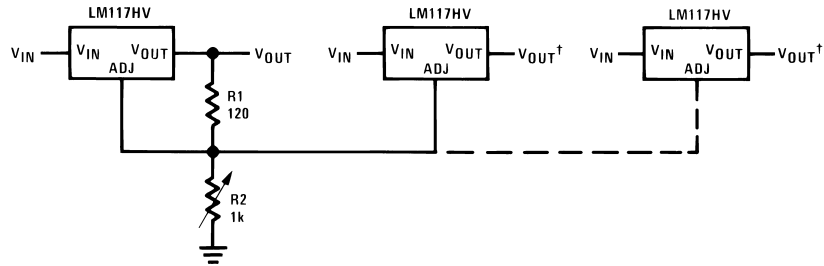 LM117HV
LM117HV
LM117HV
VIN
VIN VOUT
ADJ
VOUT
VIN
VIN VOUT
ADJ
VOUT†
VIN
VIN VOUT
ADJ
VOUT†
R1
120
R2
1k